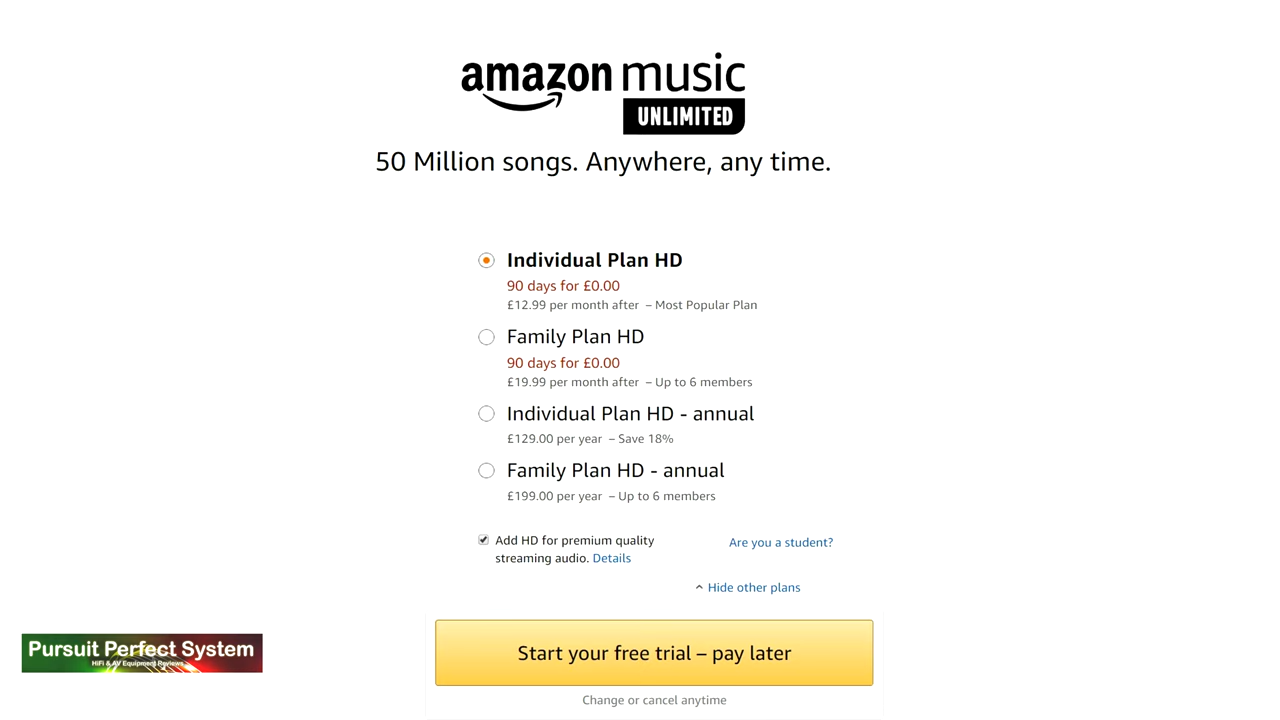 amazon music
UNLIMITED
50 Million songs. Anywhere, any time.
Individual Plan HD
90 days for £0.00
£12.99 per month after – Most Popular Plan
Family Plan HD
90 days for £0.00
£19.99 per month after – Up to 6 members
Individual Plan HD - annual
£129.00 per year – Save 18%
Family Plan HD - annual
£199.00 per year – Up to 6 members
Add HD for premium quality
streaming audio. Details
Are you a student?
Hide other plans
Start your free trial – pay later
Change or cancel anytime
Pursuit Perfect System
HiFi & AV Equipment Reviews